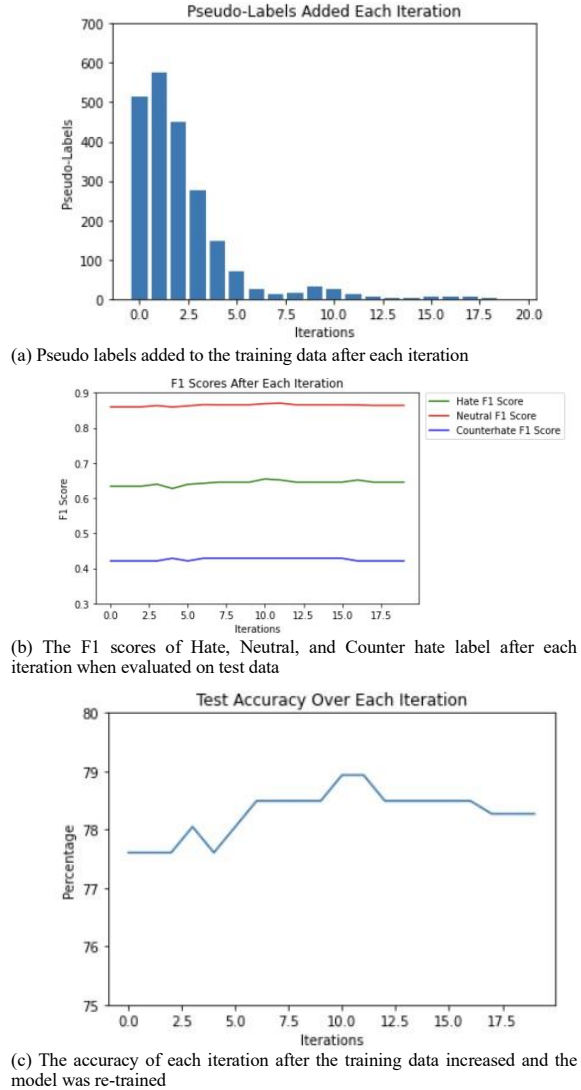 Pseudo-Labels Added Each Iteration
700
600
500
400
300
200
100
0
Pseudo-Labels
0.0 2.5 5.0 7.5 10.0 12.5 15.0 17.5 20.0
Iterations
(a) Pseudo labels added to the training data after each iteration
F1 Scores After Each Iteration
0.9
0.8
0.7
0.6
0.5
0.4
0.3
F1 Score
0.0 2.5 5.0 7.5 10.0 12.5 15.0 17.5
Iterations
Hate F1 Score
Neutral F1 Score
Counterhate F1 Score
(b) The F1 scores of Hate, Neutral, and Counter hate label after each
iteration when evaluated on test data
Test Accuracy Over Each Iteration
80
79
78
77
76
75
Percentage
0.0 2.5 5.0 7.5 10.0 12.5 15.0 17.5
Iterations
(c) The accuracy of each iteration after the training data increased and the
model was re-trained